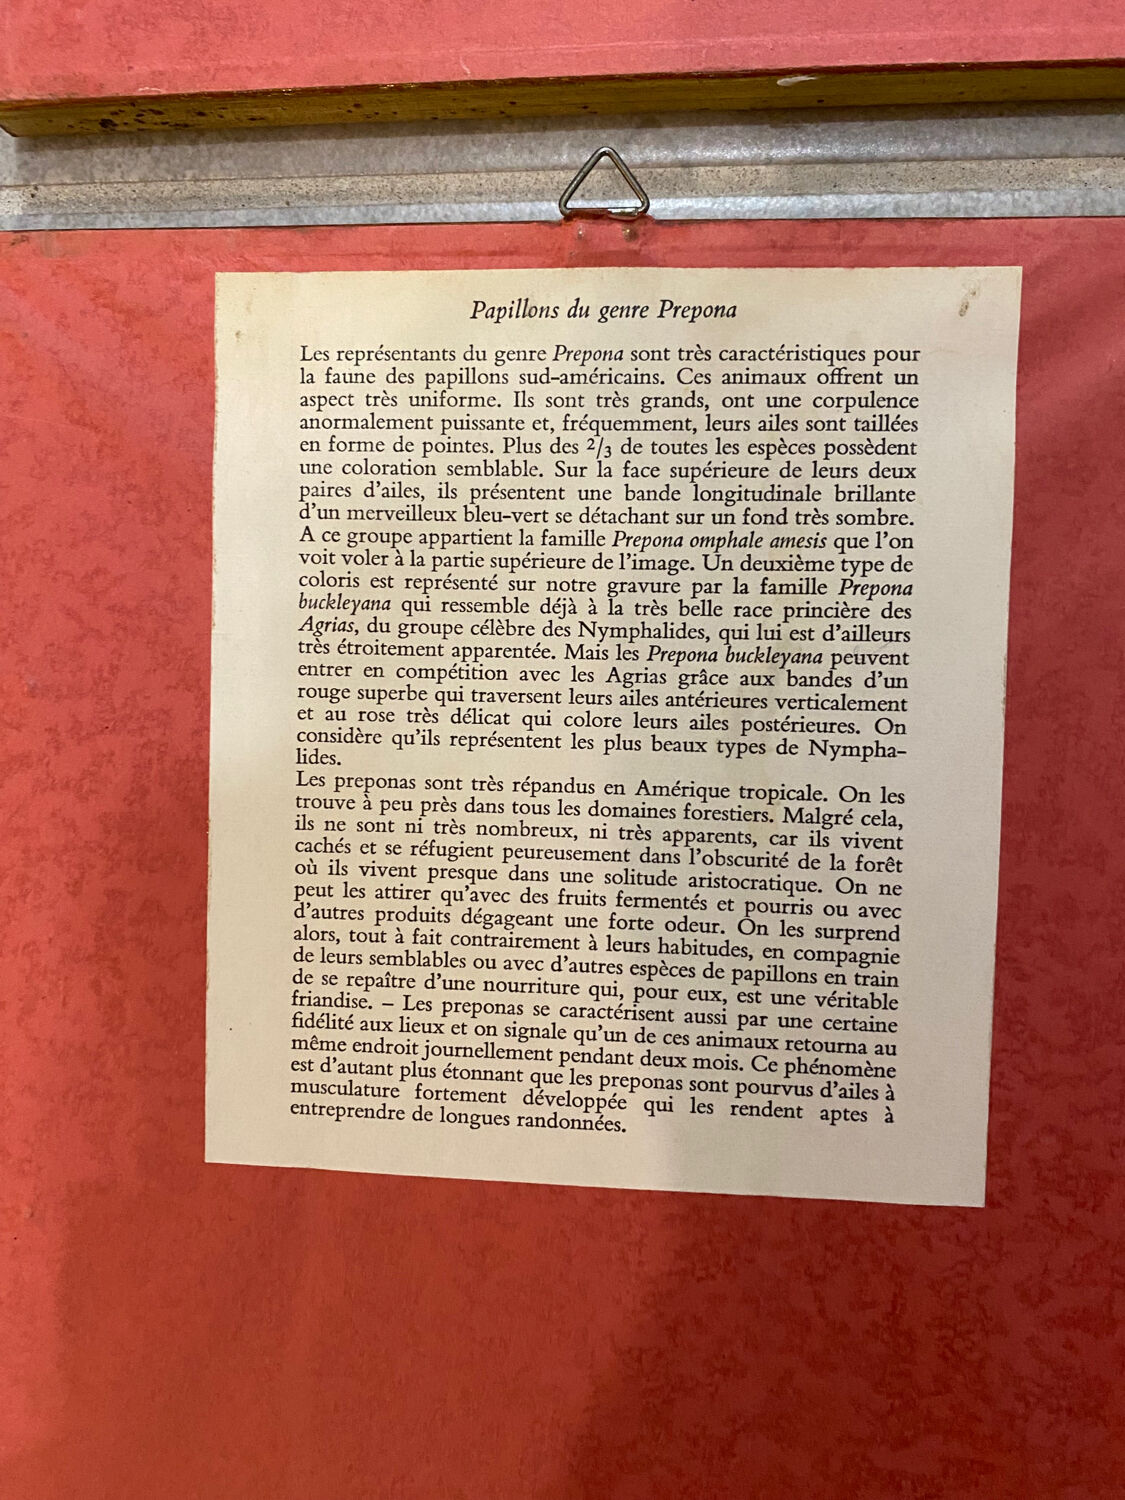 Papillons du genre Prepona
Les représentants du genre Prepona sont très caractéristiques pour
la faune des papillons sud-américains. Ces animaux offrent un
aspect très uniforme. Ils sont très grands, ont une corpulence
anormalement puissante et, fréquemment, leurs ailes sont taillées
en forme de pointes. Plus des 2/3 de toutes les espèces possèdent
une coloration semblable. Sur la face supérieure de leurs deux
paires d'ailes, ils présentent une bande longitudinale brillante
d'un merveilleux bleu-vert se détachant sur un fond très sombre.
A ce groupe appartient la famille Prepona omphale amesis que l'on
voit voler à la partie supérieure de l'image. Un deuxième type de
coloris est représenté sur notre gravure par la famille Prepona
buckleyana qui ressemble déjà à la très belle race princière des
Agrias, du groupe célèbre des Nymphalides, qui lui est d'ailleurs
très étroitement apparentée. Mais les Prepona buckleyana peuvent
entrer en compétition avec les Agrias grâce aux bandes d'un
rouge superbe qui traversent leurs ailes antérieures verticalement
et au rose très délicat qui colore leurs ailes postérieures. On
considère qu'ils représentent les plus beaux types de Nympha-
lides.
Les preponas sont très répandus en Amérique tropicale. On les
trouve à peu près dans tous les domaines forestiers. Malgré cela,
ils ne sont ni très nombreux, ni très apparents, car ils vivent
cachés et se réfugient peureusement dans l'obscurité de la forêt
où ils vivent presque dans une solitude aristocratique. On ne
peut les attirer qu'avec des fruits fermentés et pourris ou avec
d'autres produits dégageant une forte odeur. On les surprend
alors, tout à fait contrairement à leurs habitudes, en compagnie
de leurs semblables ou avec d'autres espèces de papillons en train
de se repaître d'une nourriture qui, pour eux, est une véritable
friandise. – Les preponas se caractérisent aussi par une certaine
fidélité aux lieux et on signale qu'un de ces animaux retourna au
même endroit journellement pendant deux mois. Ce phénomène
est d'autant plus étonnant que les preponas sont pourvus d'ailes à
musculature fortement développée qui les rendent aptes à
entreprendre de longues randonnées.